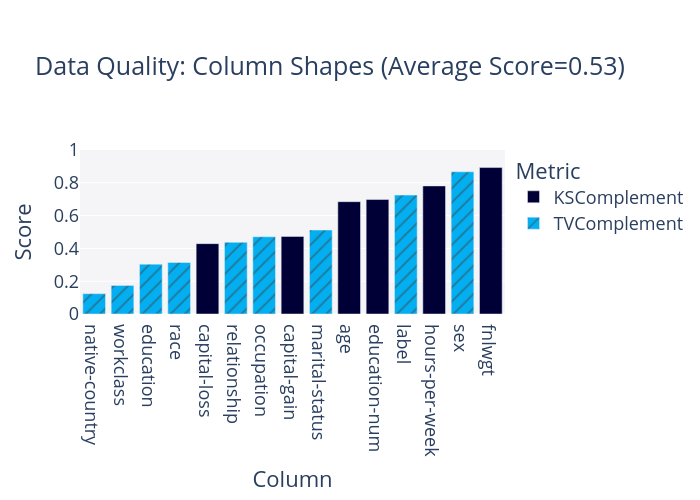 Data Quality: Column Shapes (Average Score=0.53)
Score
1
0.8
0.6
0.4
0.2
0
native-country
workclass
education
race
capital-loss
relationship
occupation
capital-gain
marital-status
age
education-num
label
hours-per-week
sex
fnlwgt
Column
Metric
KSComplement
TVComplement